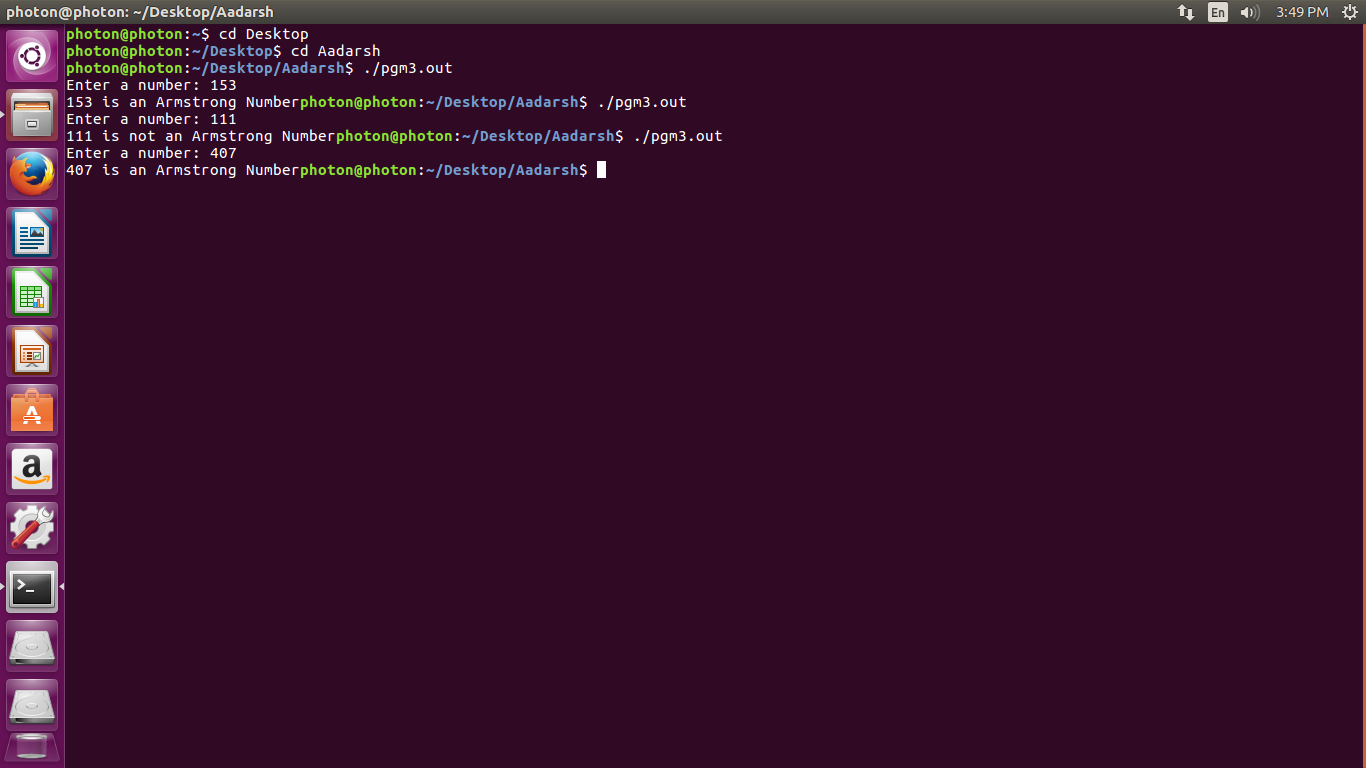 photon@photon: ~/Desktop/Aadarsh
En
3:49 PM
photon@photon:~$ cd Desktop
photon@photon:~/Desktop$ cd Aadarsh
photon@photon:~/Desktop/Aadarsh$ ./pgm3.out
Enter a number: 153
153 is an Armstrong Numberphoton@photon:~/Desktop/Aadarsh$ ./pgm3.out
Enter a number: 111
111 is not an Armstrong Numberphoton@photon:~/Desktop/Aadarsh$ ./pgm3.out
Enter a number: 407
407 is an Armstrong Numberphoton@photon:~/Desktop/Aadarsh$
A
a
>_